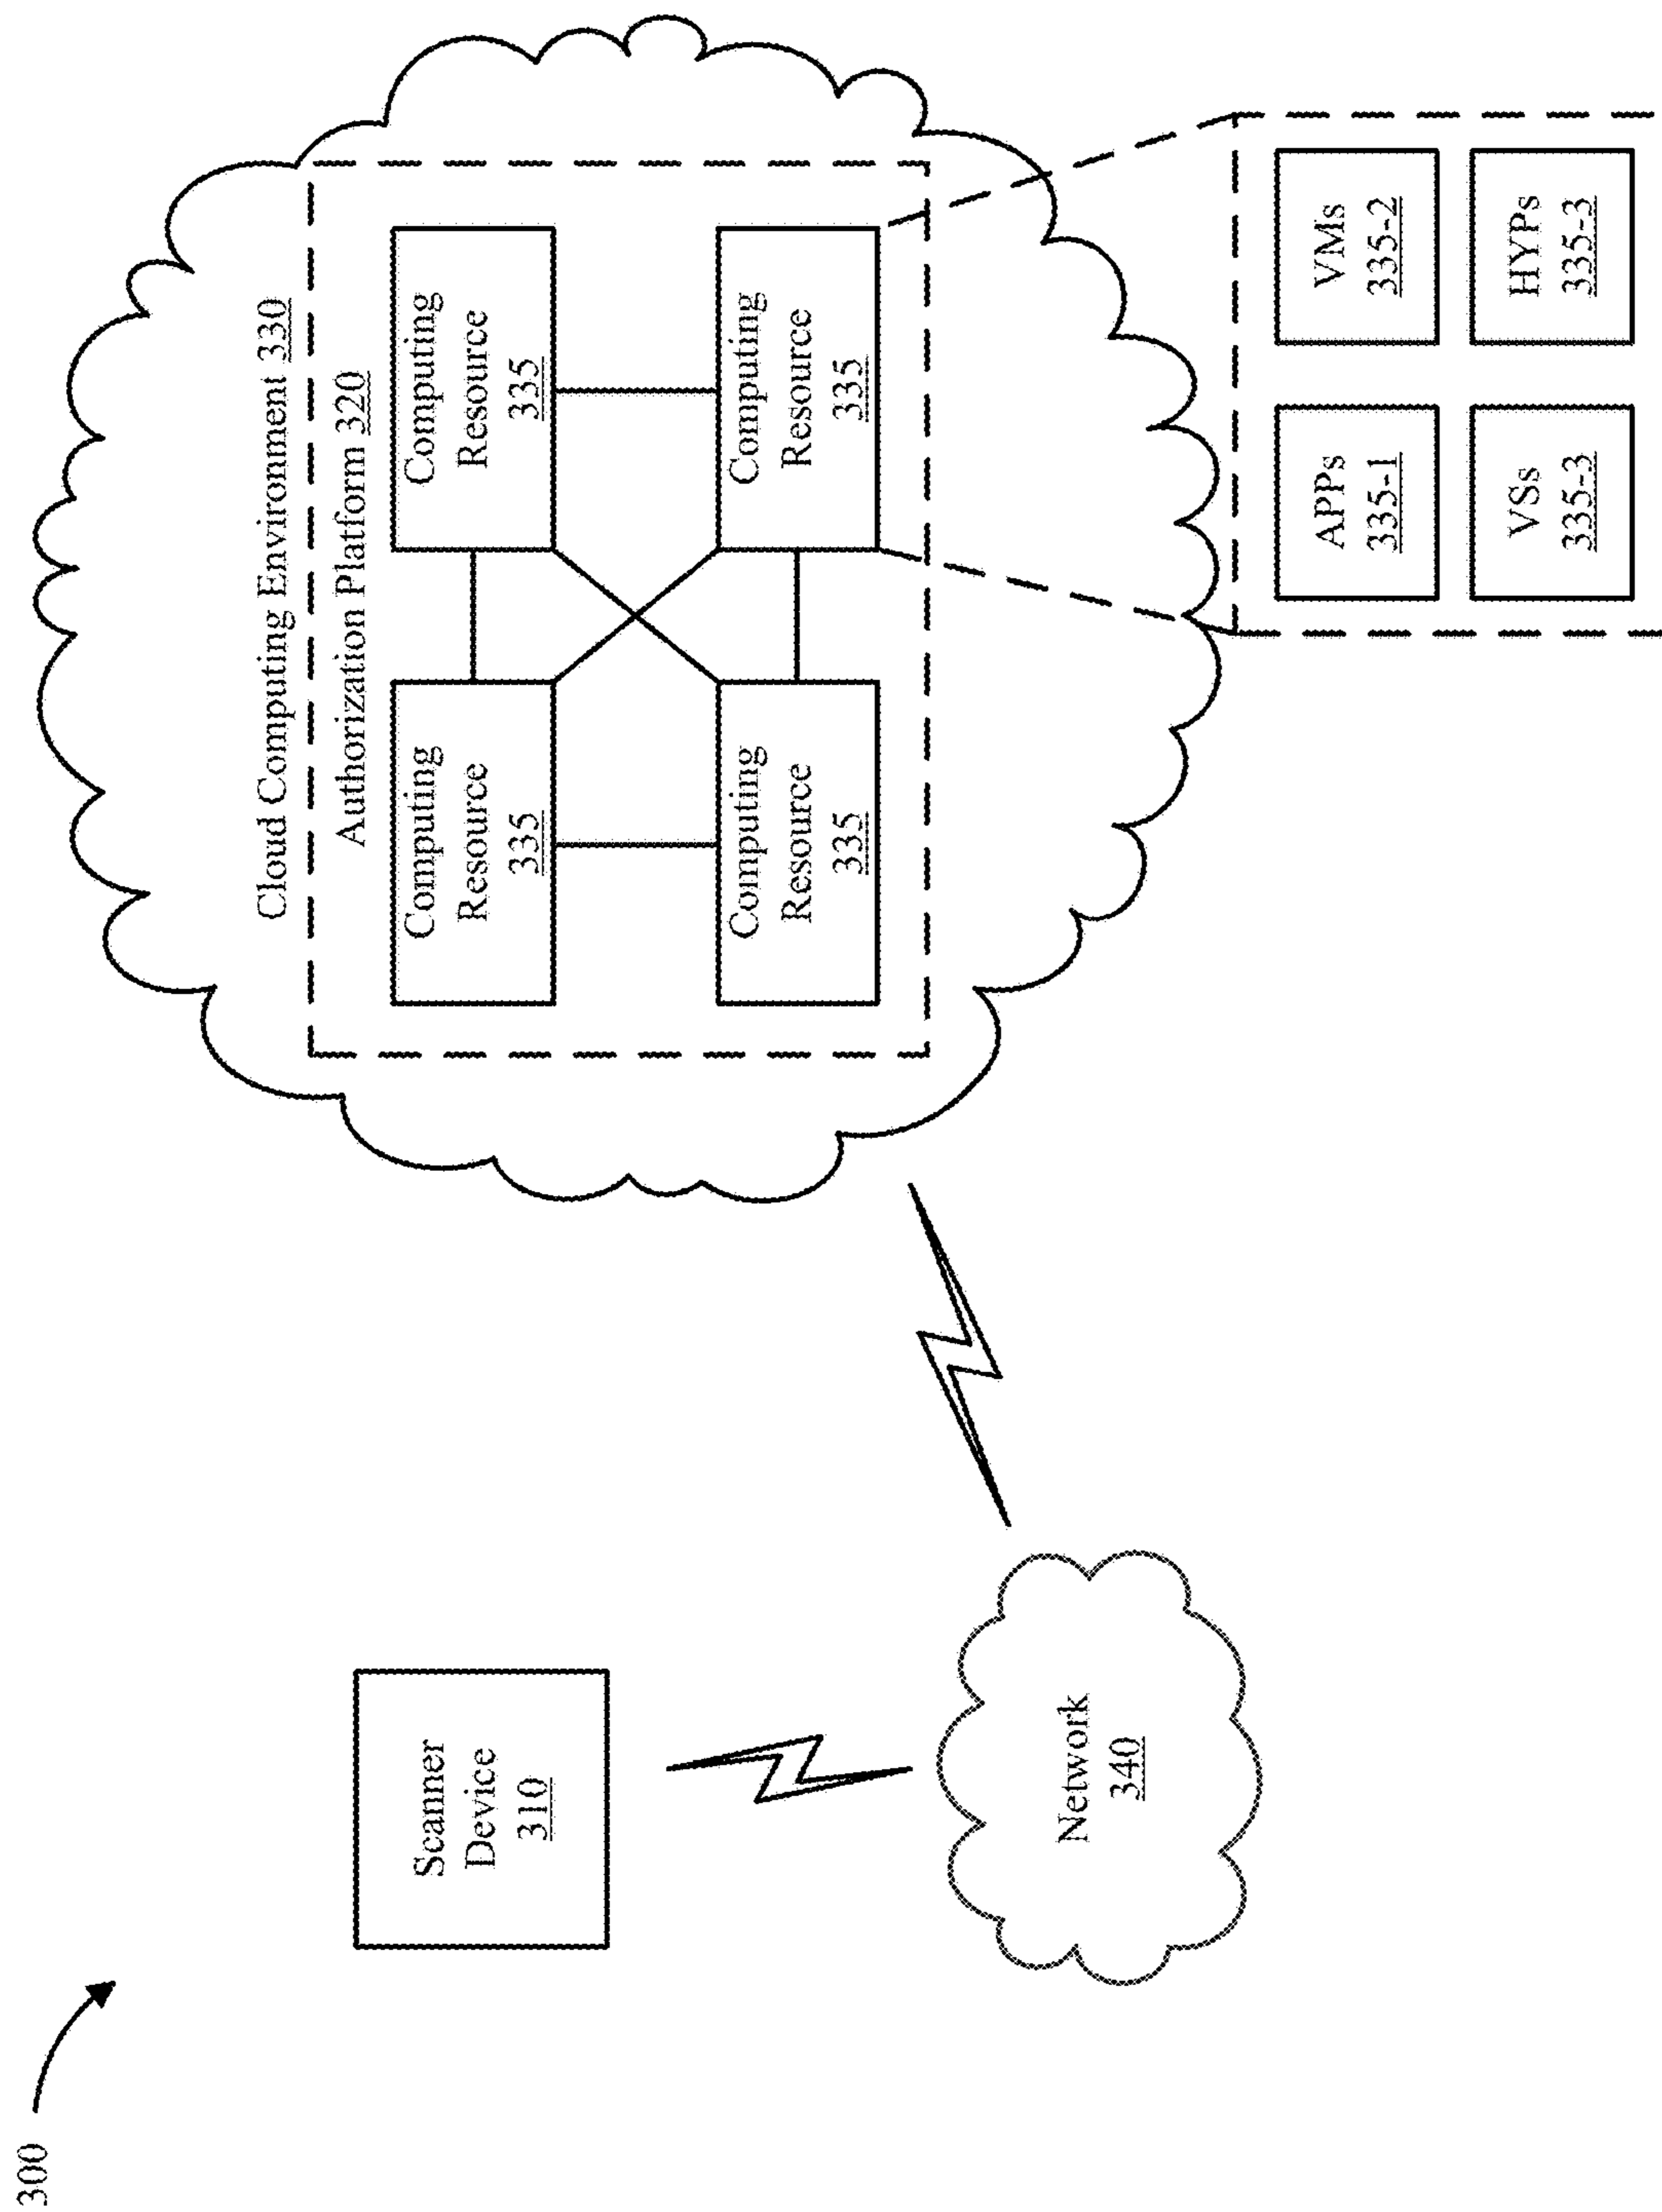 300
Cloud Computing Environment 330
Authorization Platform 320
Computing
Resource
335
Computing
Resource
335
Computing
Resource
335
Computing
Resource
335
Scanner
Device
310
Network
340
APPs
335-1
VMs
335-2
VSs
335-3
HYPs
335-3